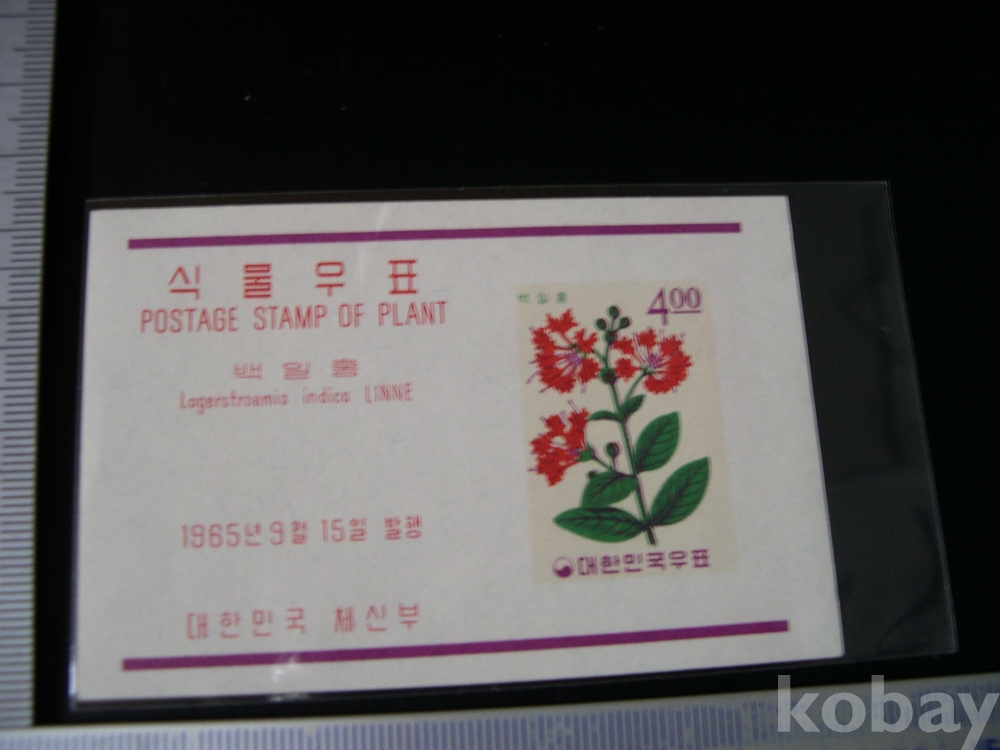 식물우표
POSTAGE STAMP OF PLANT
백일홍
Lagerstroemia indica LINNE
1965년 9월 15일 발행
대한민국 체신부
백일홍
4.00
대한민국우표
kobay